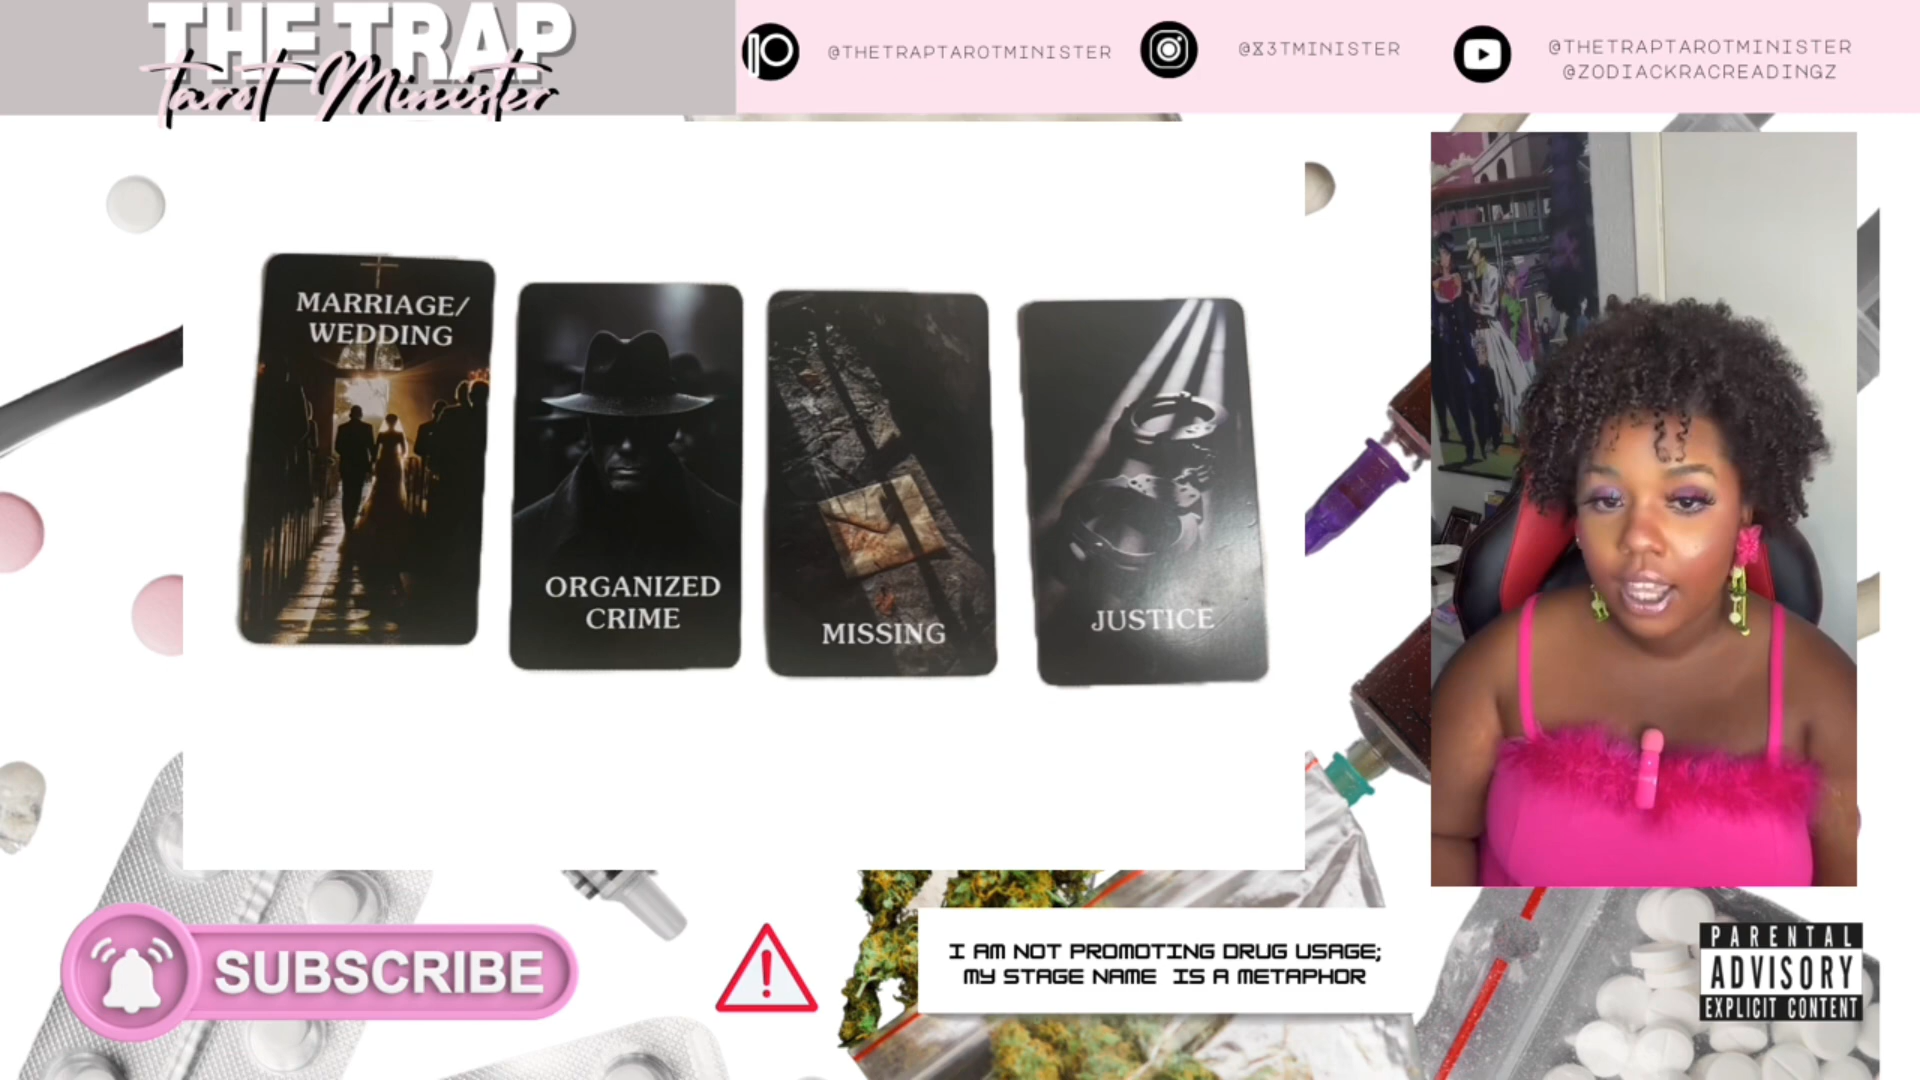 THE TRAP
Tarot Minister
@THETRAPTAROTMINISTER
@83TMINISTER
@THETRAPTAROTMINISTER
@ZODIACKRACREADINGZ
MARRIAGE/
WEDDING
ORGANIZED
CRIME
MISSING
JUSTICE
SUBSCRIBE
I AM NOT PROMOTING DRUG USAGE;
MY STAGE NAME IS A METAPHOR
PARENTAL
ADVISORY
EXPLICIT CONTENT